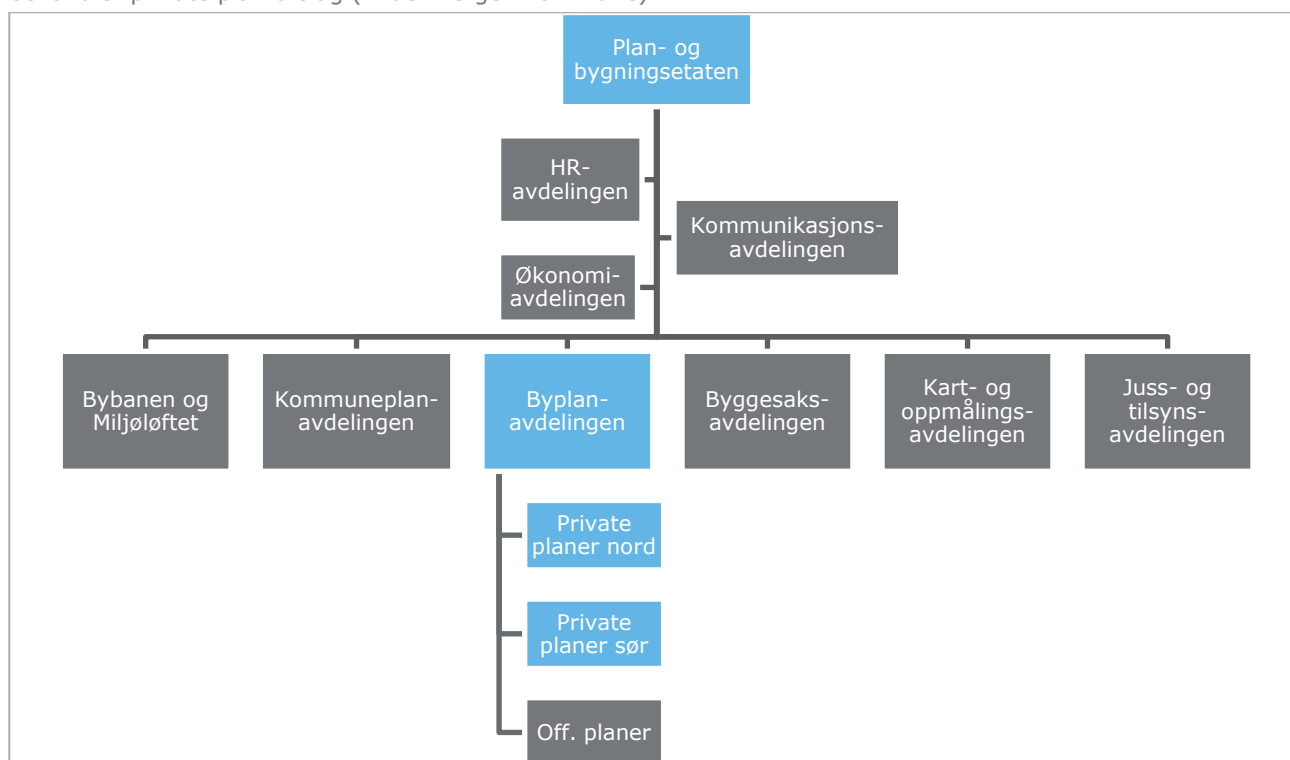 Plan- og
bygningsetaten
HR-
avdelingen
Kommunikasjons-
avdelingen
Økonomi-
avdelingen
Bybanen og
Miljøløftet
Kommuneplan-
avdelingen
Byplan-
avdelingen
Byggesaks-
avdelingen
Kart- og
oppmålings-
avdelingen
Juss- og
tilsyns-
avdelingen
Private
planer nord
Private
planer sør
Off. planer